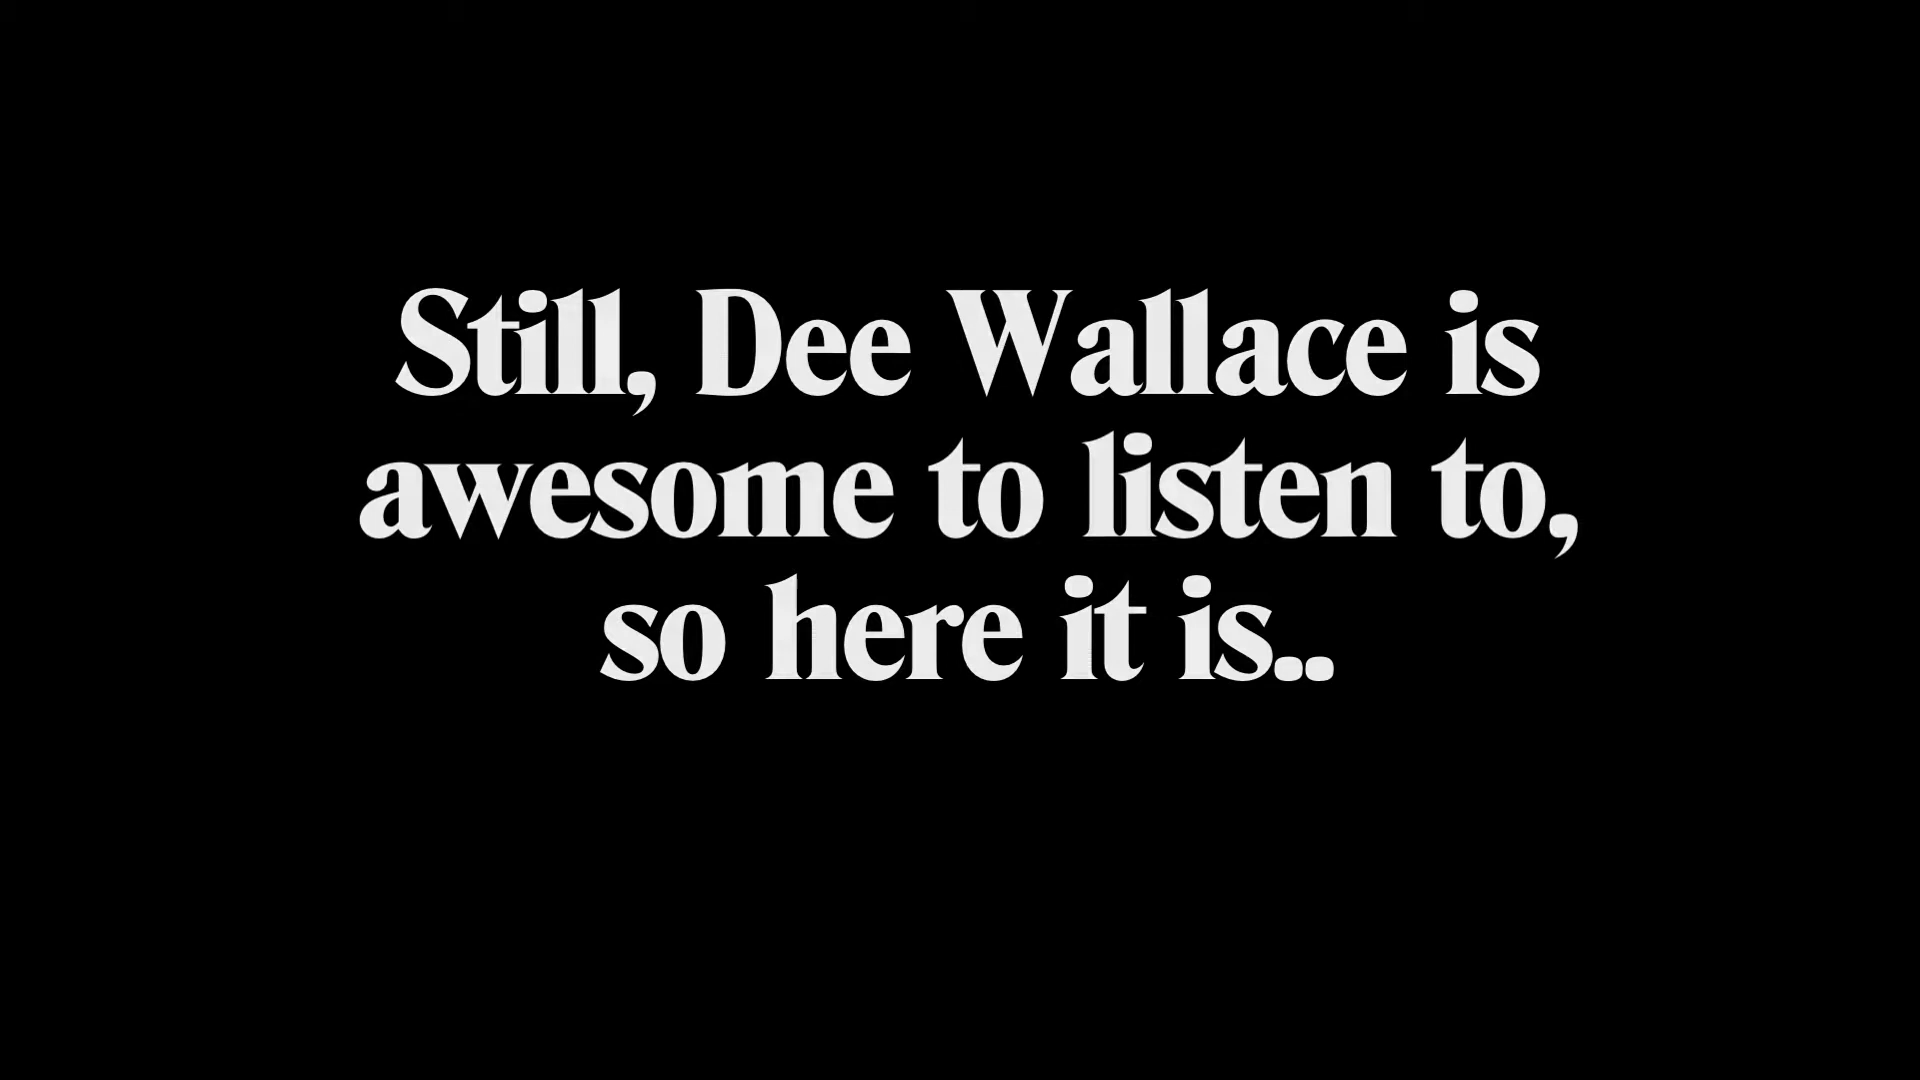 Still, Dee Wallace is
awesome to listen to,
so here it is..